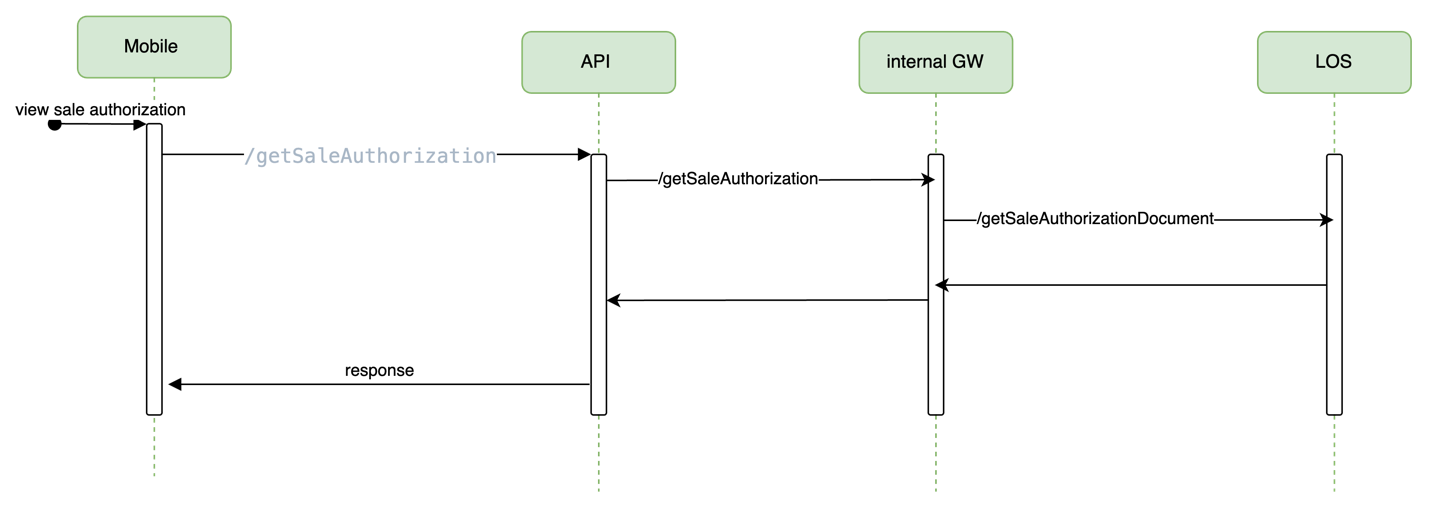 Mobile
API
internal GW
LOS
view sale authorization
/getSaleAuthorization
/getSaleAuthorization
/getSaleAuthorizationDocument
response